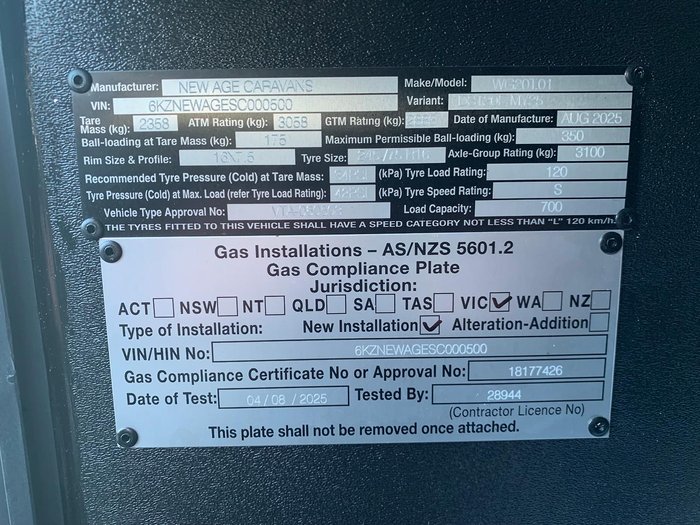 Manufacturer: NEW AGE CARAVANS Make/Model: WG201.01
VIN: 6KZNEWAGESC000500 Variant:
Tare Mass (kg): 2358 ATM Rating (kg): 3058 GTM Rating (kg): Date of Manufacture: AUG 2025
Ball-loading at Tare Mass (kg): 175 Maximum Permissible Ball-loading (kg): 350
Rim Size & Profile: Tyre Size: Axle-Group Rating (kg): 3100
Recommended Tyre Pressure (Cold) at Tare Mass: (kPa) Tyre Load Rating: 120
Tyre Pressure (Cold) at Max. Load (refer Tyre Load Rating): (kPa) Tyre Speed Rating: S
Vehicle Type Approval No: Load Capacity: 700
THE TYRES FITTED TO THIS VEHICLE SHALL HAVE A SPEED CATEGORY NOT LESS THAN "L" 120 km/h.
Gas Installations – AS/NZS 5601.2
Gas Compliance Plate
Jurisdiction:
ACT NSW NT QLD SA TAS VIC WA NZ
Type of Installation: New Installation Alteration-Addition
VIN/HIN No: 6KZNEWAGESC000500
Gas Compliance Certificate No or Approval No: 18177426
Date of Test: 04 / 08 / 2025 Tested By: 28944
(Contractor Licence No)
This plate shall not be removed once attached.